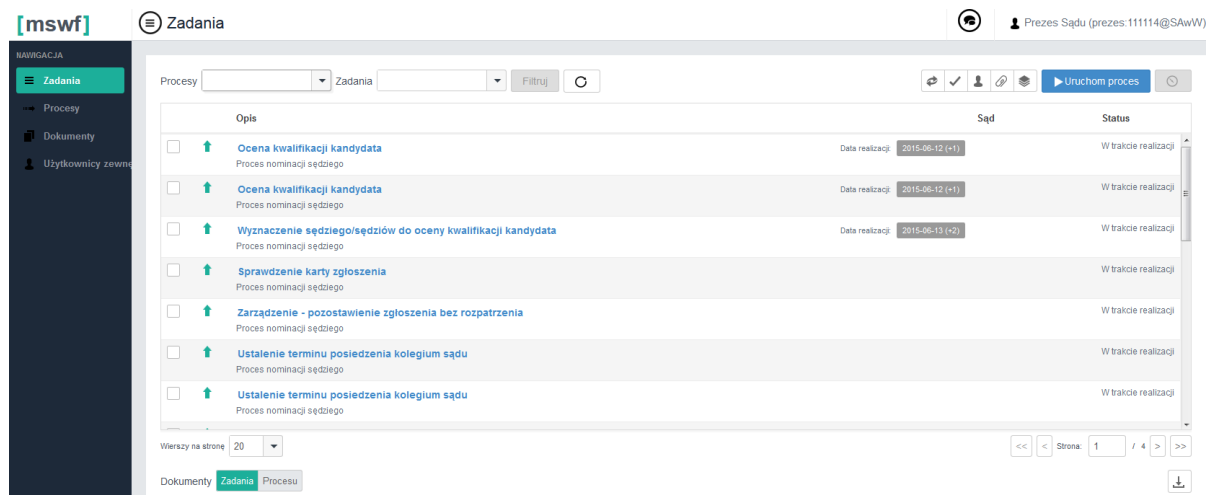 [mswf]
Zadania
Prezes Sądu (prezes:111114@SAwW)
NAWIGACJA
Zadania
Procesy
Dokumenty
Użytkownicy zewnę
Procesy Zadania Filtruj Uruchom proces
Opis Sąd Status
Ocena kwalifikacji kandydata Data realizacji: 2015-06-12 (+1) W trakcie realizacji
Proces nominacji sędziego
Ocena kwalifikacji kandydata Data realizacji: 2015-06-12 (+1) W trakcie realizacji
Proces nominacji sędziego
Wyznaczenie sędziego/sędziów do oceny kwalifikacji kandydata Data realizacji: 2015-06-13 (+2) W trakcie realizacji
Proces nominacji sędziego
Sprawdzenie karty zgłoszenia W trakcie realizacji
Proces nominacji sędziego
Zarządzenie - pozostawienie zgłoszenia bez rozpatrzenia W trakcie realizacji
Proces nominacji sędziego
Ustalenie terminu posiedzenia kolegium sądu W trakcie realizacji
Proces nominacji sędziego
Ustalenie terminu posiedzenia kolegium sądu W trakcie realizacji
Proces nominacji sędziego
Wierszy na stronę 20 << < Strona: 1 / 4 > >>
Dokumenty Zadania Procesu